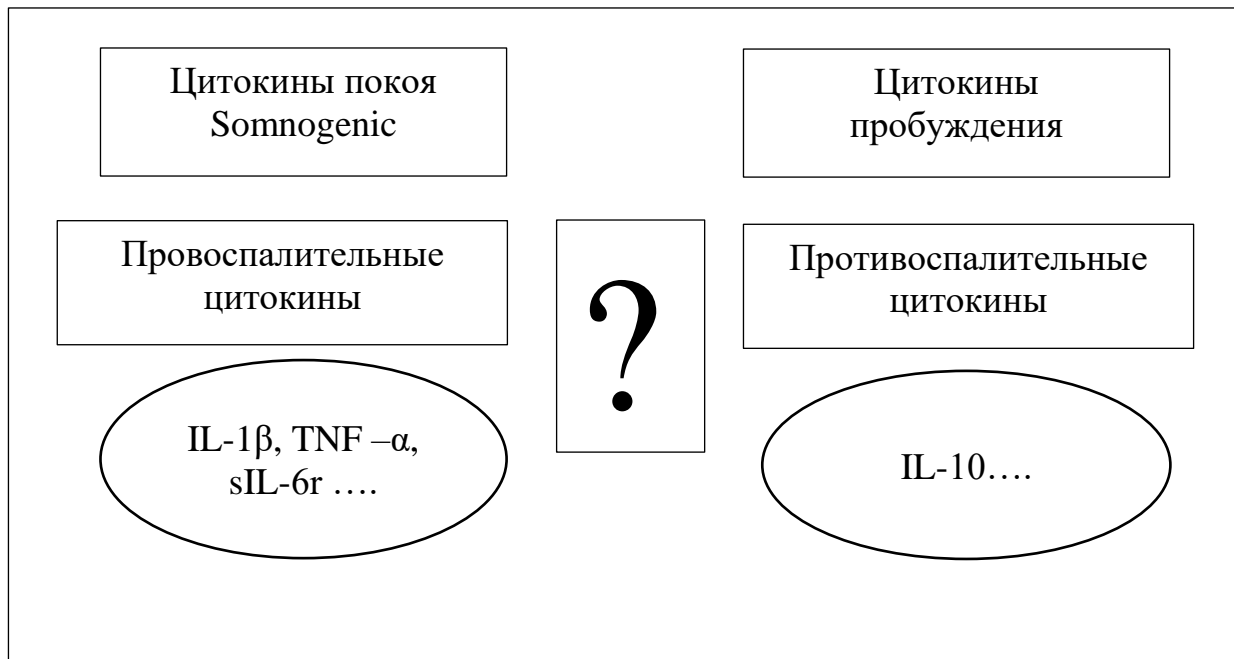 Цитокины покоя
Somnogenic
Цитокины
пробуждения
Провоспалительные
цитокины
?
Противоспалительные
цитокины
IL-1β, TNF –α,
sIL-6r ….
IL-10….